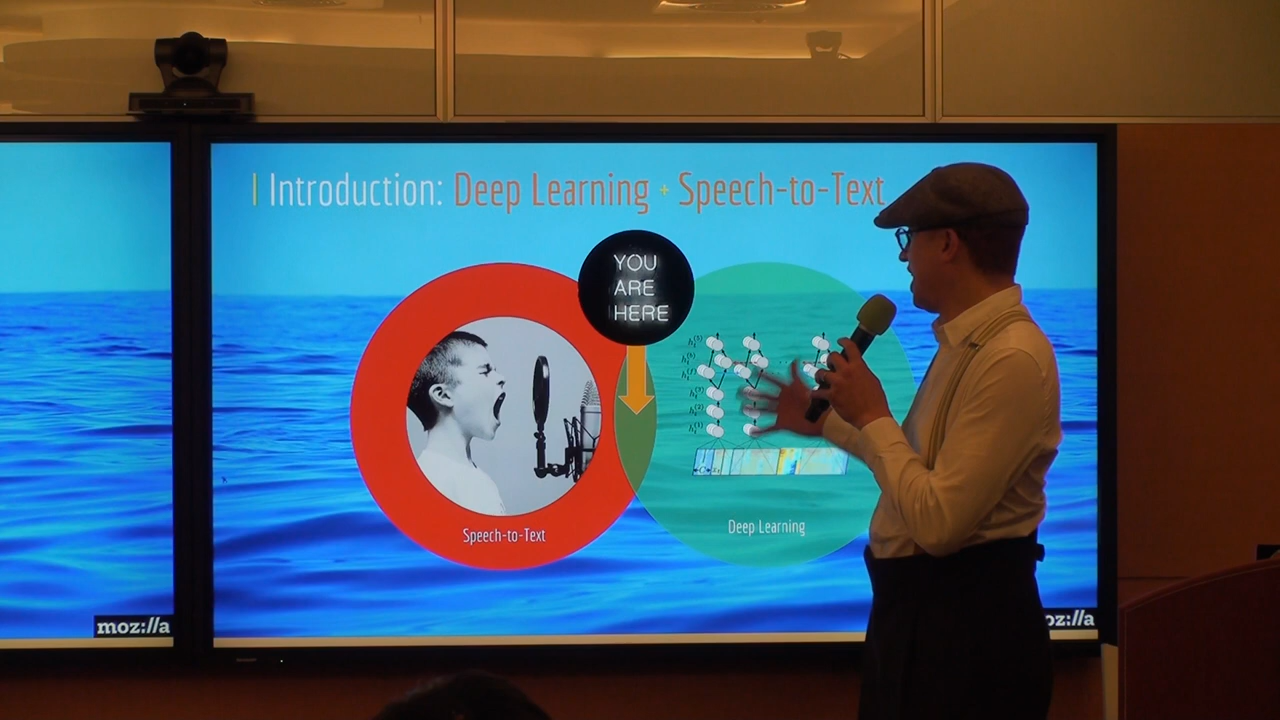 Introduction: Deep Learning + Speech-to-Text
YOU
ARE
HERE
Speech-to-Text
Deep Learning
moz://a
oz://a